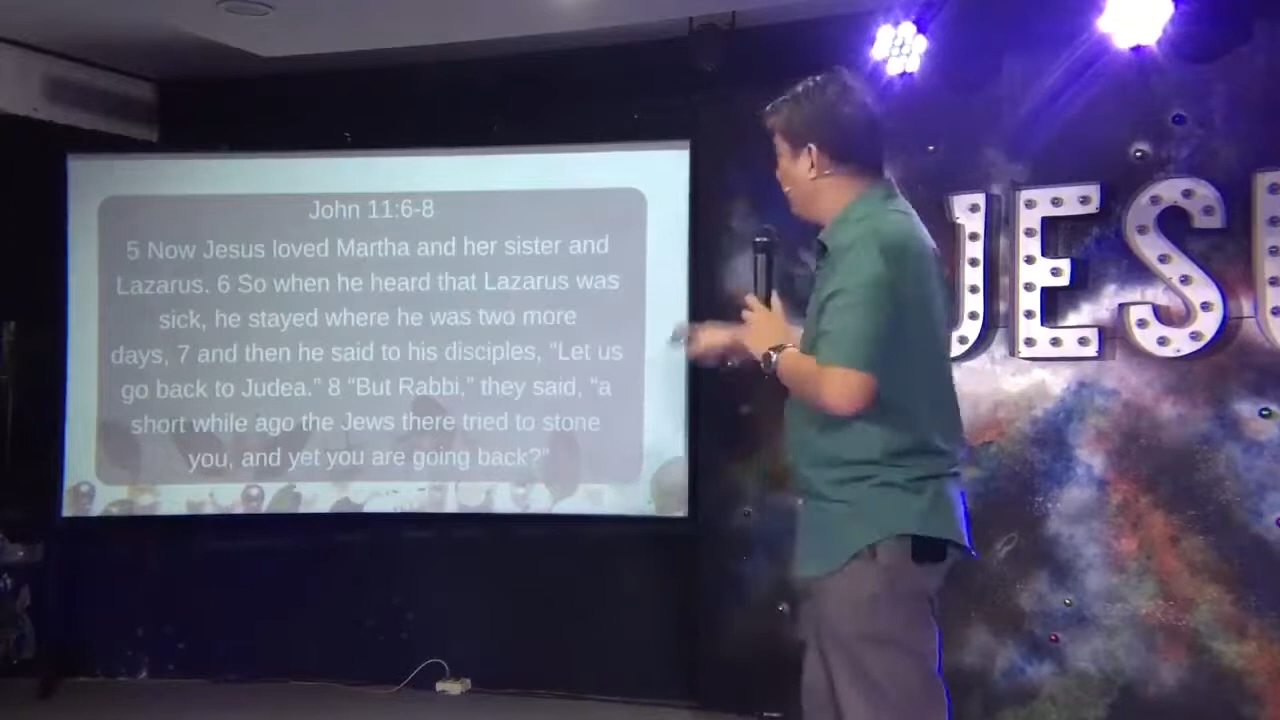 John 11:6-8
5 Now Jesus loved Martha and her sister and
Lazarus. 6 So when he heard that Lazarus was
sick, he stayed where he was two more
days, 7 and then he said to his disciples, “Let us
go back to Judea.” 8 “But Rabbi,” they said, “a
short while ago the Jews there tried to stone
you, and yet you are going back?”
JESU